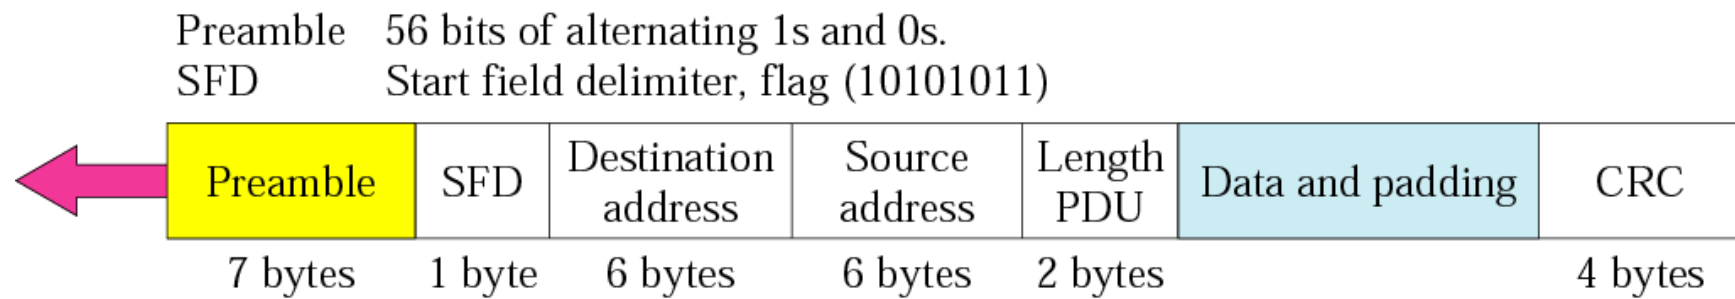 Preamble 56 bits of alternating 1s and 0s.
SFD Start field delimiter, flag (10101011)
Preamble
SFD
Destination
address
Source
address
Length
PDU
Data and padding
CRC
7 bytes 1 byte 6 bytes 6 bytes 2 bytes 4 bytes